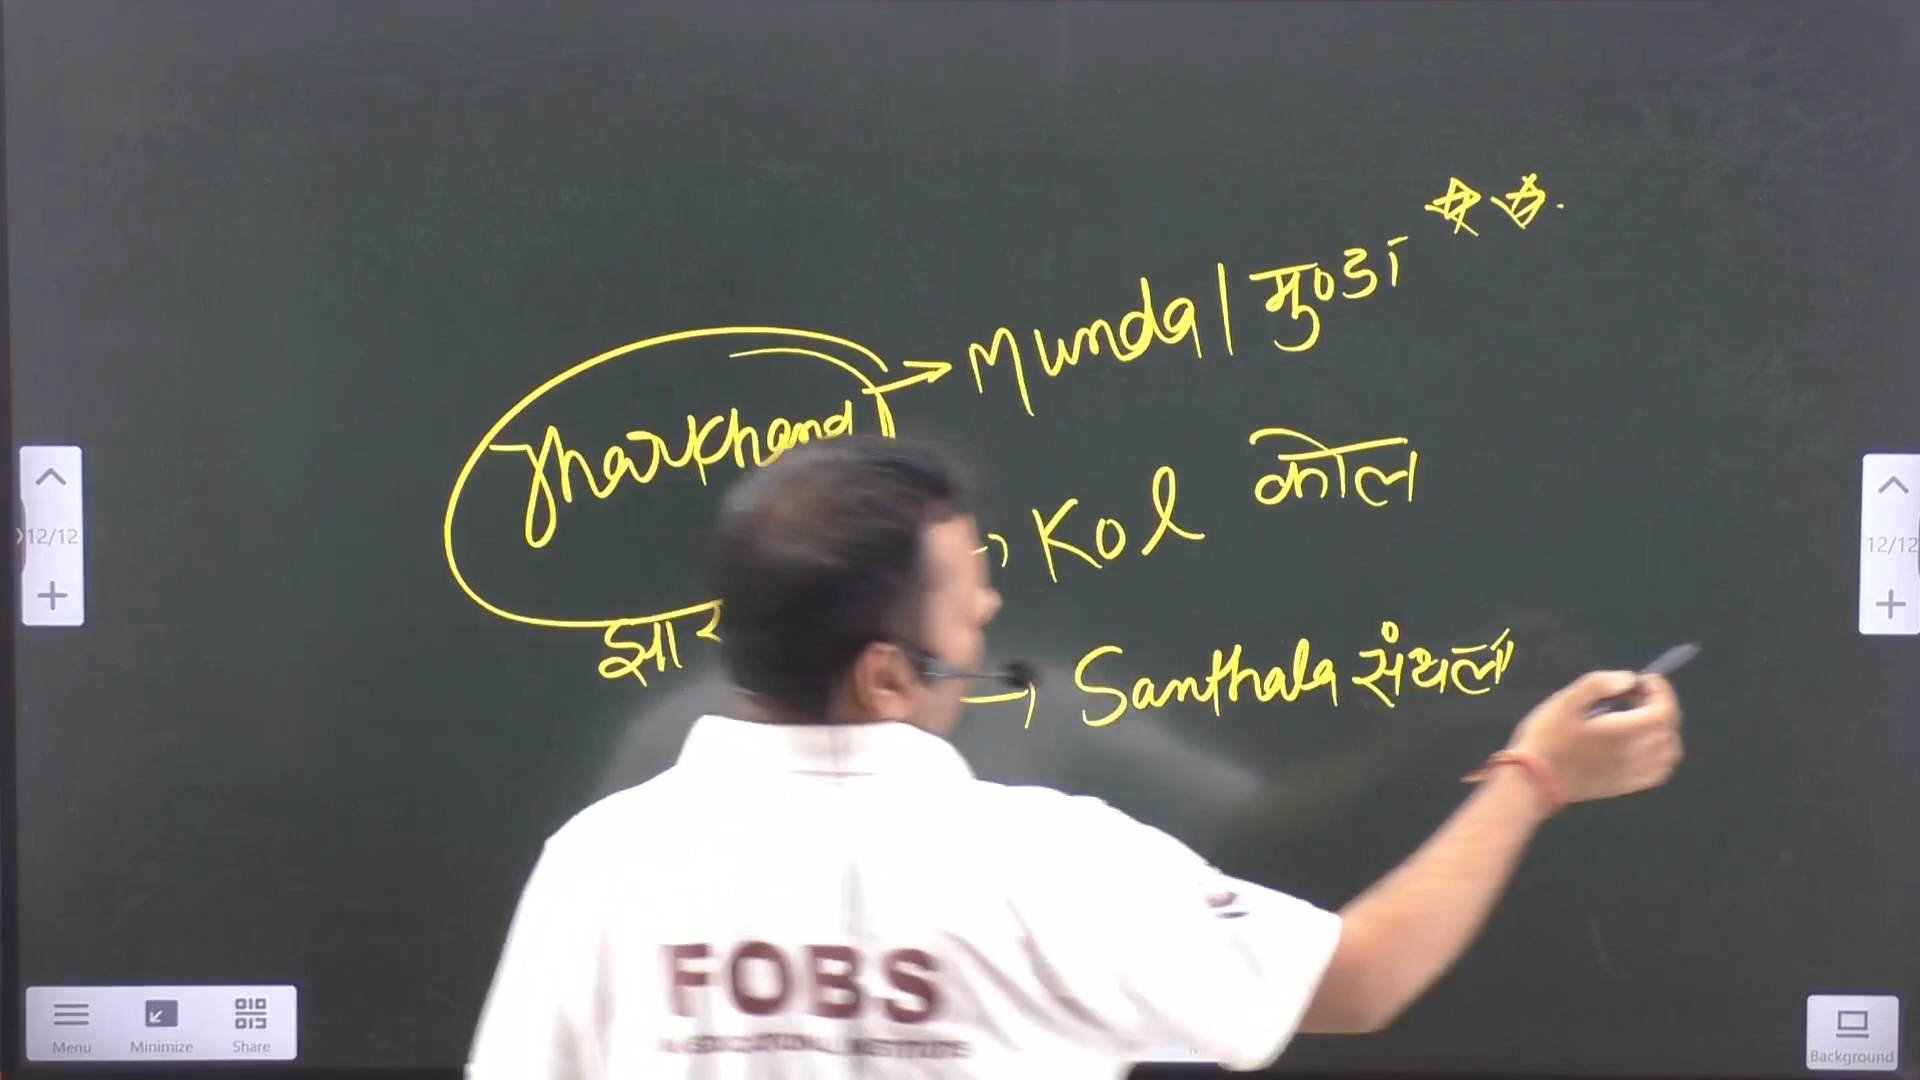 Munda / मुण्डा
Jharkhand
Kol कोल
झार
→ Santhala संथाल
12/12
12/12
FOBS
Menu
Minimize
Share
Background